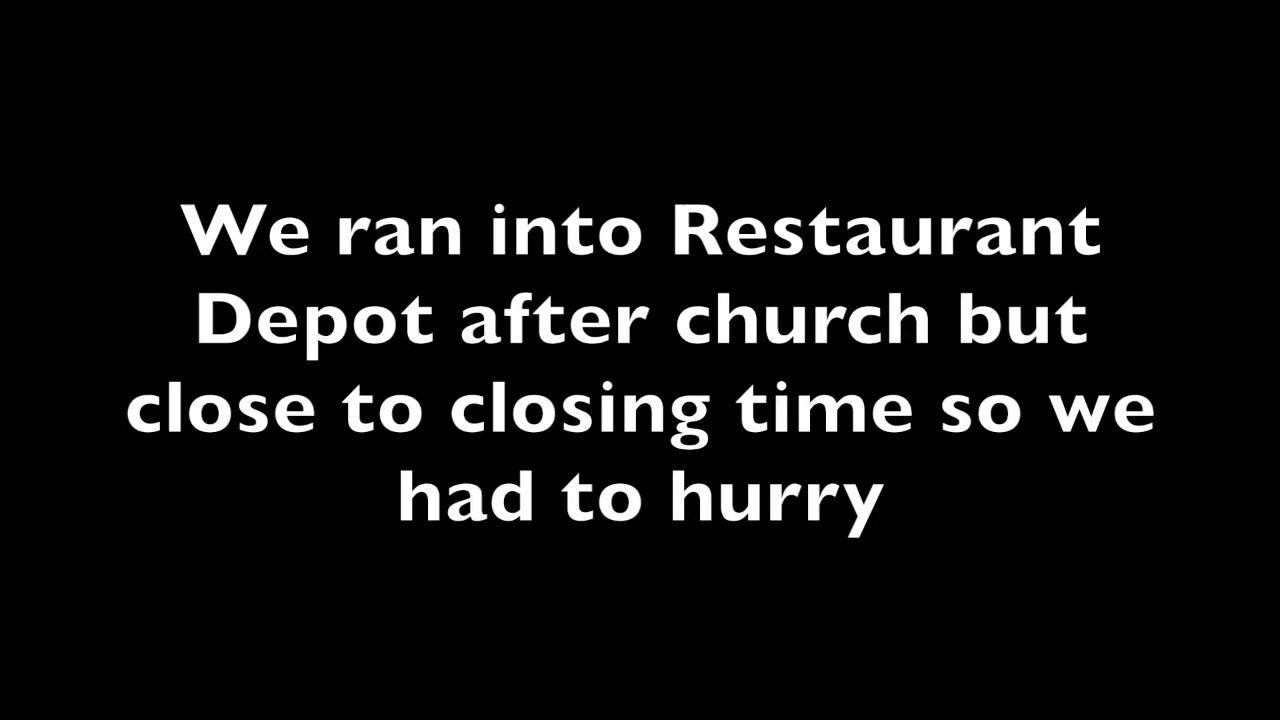 We ran into Restaurant
Depot after church but
close to closing time so we
had to hurry